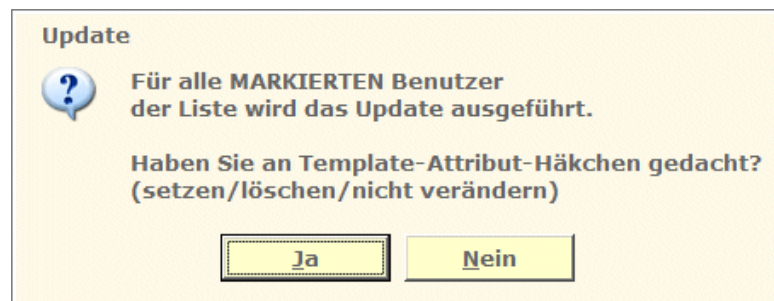 Update
Für alle MARKIERTEN Benutzer
der Liste wird das Update ausgeführt.
Haben Sie an Template-Attribut-Häkchen gedacht?
(setzen/löschen/nicht verändern)
Ja Nein